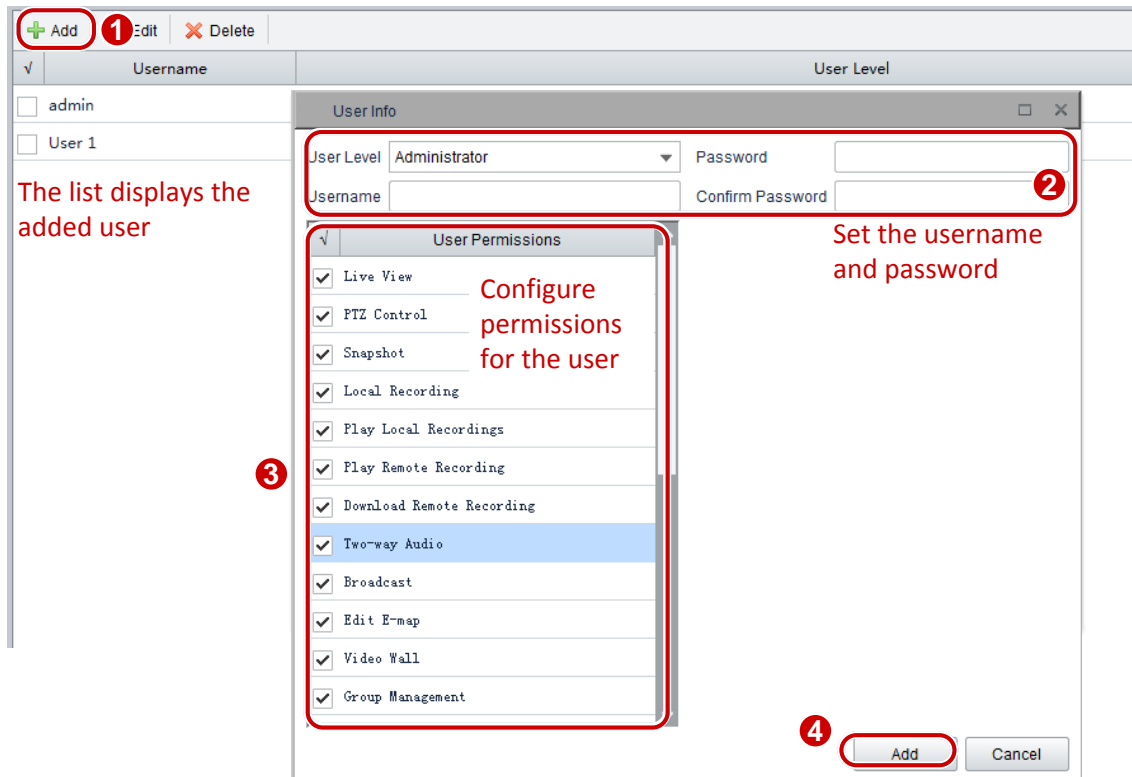 Add 1 Edit Delete
√ Username User Level
admin
User 1
The list displays the
added user
User Info
User Level Administrator Password
Username Confirm Password
2
Set the username
and password
√ User Permissions
Configure
permissions
for the user
Live View
PTZ Control
Snapshot
Local Recording
Play Local Recordings
Play Remote Recording
3
Download Remote Recording
Two-way Audio
Broadcast
Edit E-map
Video Wall
Group Management
4
Add Cancel